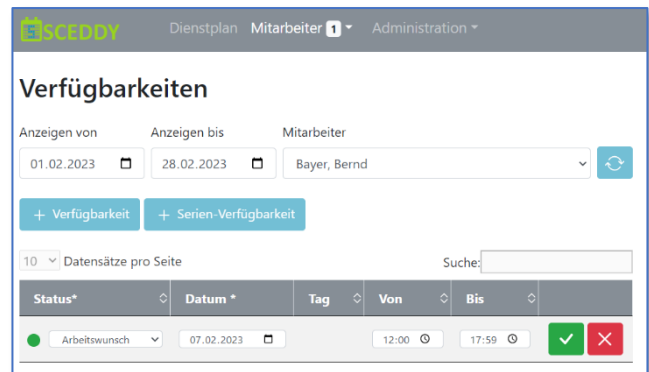 SCEDDY Dienstplan Mitarbeiter 1 Administration
Verfügbarkeiten
Anzeigen von Anzeigen bis Mitarbeiter
01.02.2023 28.02.2023 Bayer, Bernd
+ Verfügbarkeit + Serien-Verfügbarkeit
10 Datensätze pro Seite Suche:
Status* Datum * Tag Von Bis
Arbeitswunsch 07.02.2023 12:00 17:59